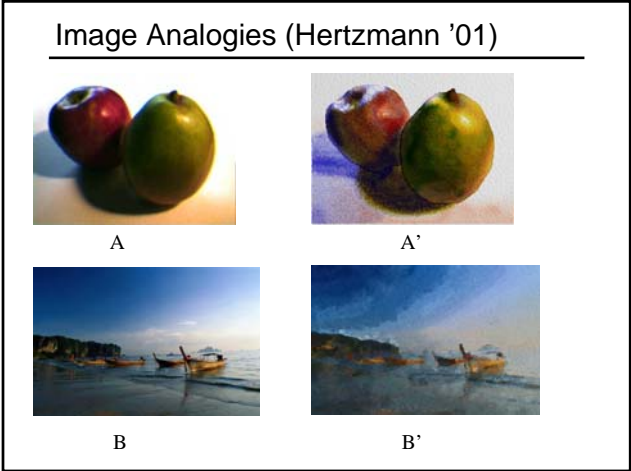 Image Analogies (Hertzmann ’01)
A
A’
B
B’